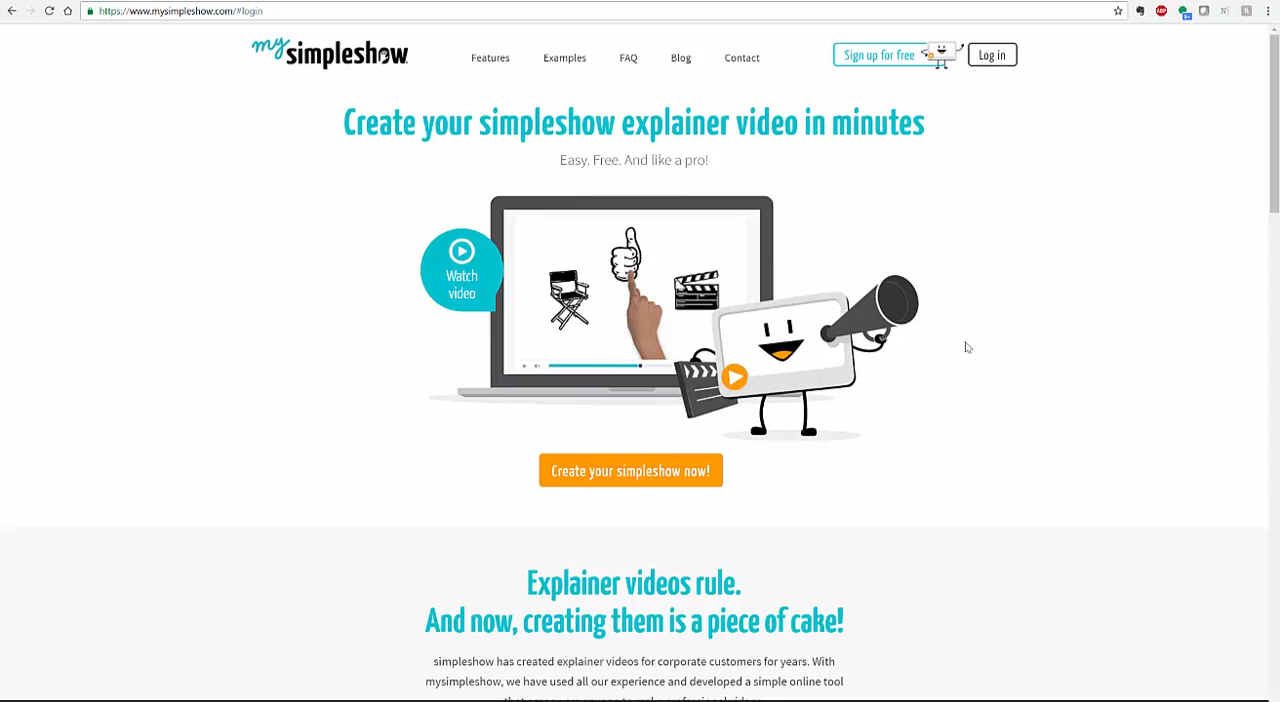 https://www.mysimpleshow.com/#login
my simpleshow
Features
Examples
FAQ
Blog
Contact
Sign up for free
Log in
Create your simpleshow explainer video in minutes
Easy. Free. And like a pro!
Watch
video
Create your simpleshow now!
Explainer videos rule.
And now, creating them is a piece of cake!
simpleshow has created explainer videos for corporate customers for years. With
mysimpleshow, we have used all our experience and developed a simple online tool